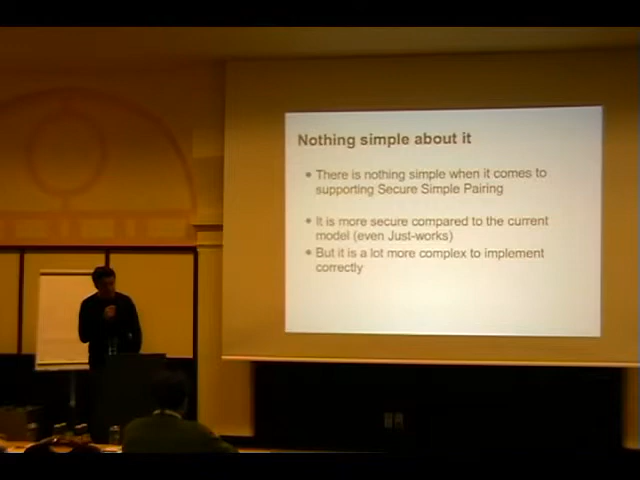 Nothing simple about it
There is nothing simple when it comes to
supporting Secure Simple Pairing
It is more secure compared to the current
model (even Just-works)
But it is a lot more complex to implement
correctly